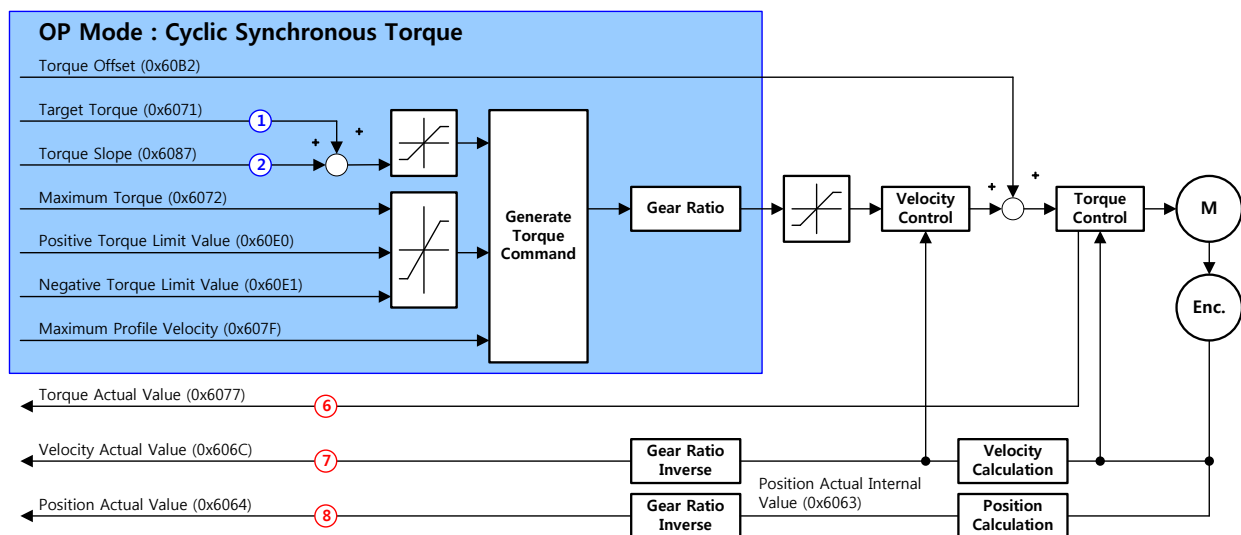 OP Mode : Cyclic Synchronous Torque
Torque Offset (0x60B2)
Target Torque (0x6071)
1
+
+
Torque Slope (0x6087)
2
Maximum Torque (0x6072)
Positive Torque Limit Value (0x60E0)
Negative Torque Limit Value (0x60E1)
Maximum Profile Velocity (0x607F)
Generate
Torque
Command
Gear Ratio
Velocity
Control
+
+
Torque
Control
M
Enc.
Torque Actual Value (0x6077)
6
Velocity Actual Value (0x606C)
7
Gear Ratio
Inverse
Velocity
Calculation
Position Actual Value (0x6064)
8
Gear Ratio
Inverse
Position Actual Internal
Value (0x6063)
Position
Calculation